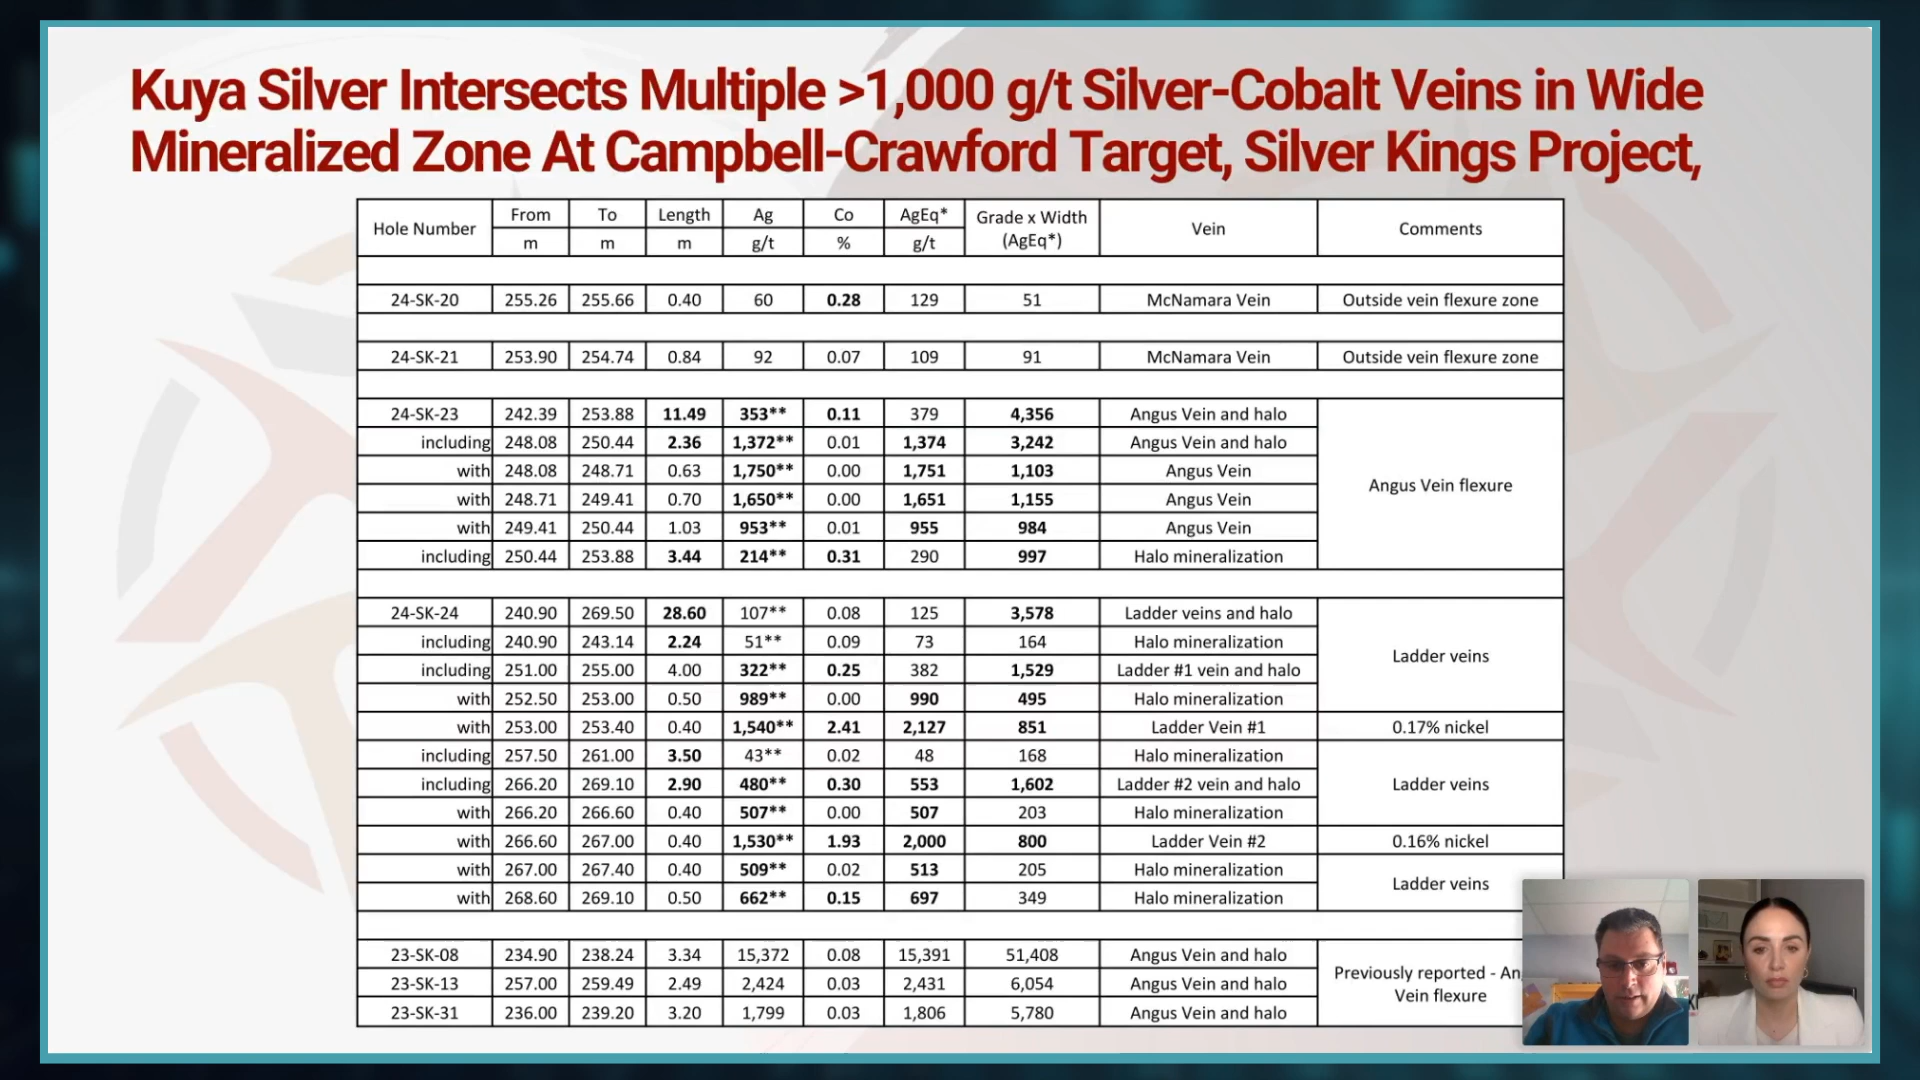 Kuya Silver Intersects Multiple >1,000 g/t Silver-Cobalt Veins in Wide
Mineralized Zone At Campbell-Crawford Target, Silver Kings Project,
Hole Number From To Length Ag Co AgEq* Grade x Width (AgEq*) Vein Comments
m m m g/t % g/t
24-SK-20 255.26 255.66 0.40 60 0.28 129 51 McNamara Vein Outside vein flexure zone
24-SK-21 253.90 254.74 0.84 92 0.07 109 91 McNamara Vein Outside vein flexure zone
24-SK-23 242.39 253.88 11.49 353** 0.11 379 4,356 Angus Vein and halo
including 248.08 250.44 2.36 1,372** 0.01 1,374 3,242 Angus Vein and halo
with 248.08 248.71 0.63 1,750** 0.00 1,751 1,103 Angus Vein
Angus Vein flexure
with 248.71 249.41 0.70 1,650** 0.00 1,651 1,155 Angus Vein
with 249.41 250.44 1.03 953** 0.01 955 984 Angus Vein
including 250.44 253.88 3.44 214** 0.31 290 997 Halo mineralization
24-SK-24 240.90 269.50 28.60 107** 0.08 125 3,578 Ladder veins and halo
including 240.90 243.14 2.24 51** 0.09 73 164 Halo mineralization
Ladder veins
including 251.00 255.00 4.00 322** 0.25 382 1,529 Ladder #1 vein and halo
with 252.50 253.00 0.50 989** 0.00 990 495 Halo mineralization
with 253.00 253.40 0.40 1,540** 2.41 2,127 851 Ladder Vein #1 0.17% nickel
including 257.50 261.00 3.50 43** 0.02 48 168 Halo mineralization
including 266.20 269.10 2.90 480** 0.30 553 1,602 Ladder #2 vein and halo Ladder veins
with 266.20 266.60 0.40 507** 0.00 507 203 Halo mineralization
with 266.60 267.00 0.40 1,530** 1.93 2,000 800 Ladder Vein #2 0.16% nickel
with 267.00 267.40 0.40 509** 0.02 513 205 Halo mineralization
Ladder veins
with 268.60 269.10 0.50 662** 0.15 697 349 Halo mineralization
23-SK-08 234.90 238.24 3.34 15,372 0.08 15,391 51,408 Angus Vein and halo
Previously reported - An
23-SK-13 257.00 259.49 2.49 2,424 0.03 2,431 6,054 Angus Vein and halo
Vein flexure
23-SK-31 236.00 239.20 3.20 1,799 0.03 1,806 5,780 Angus Vein and halo